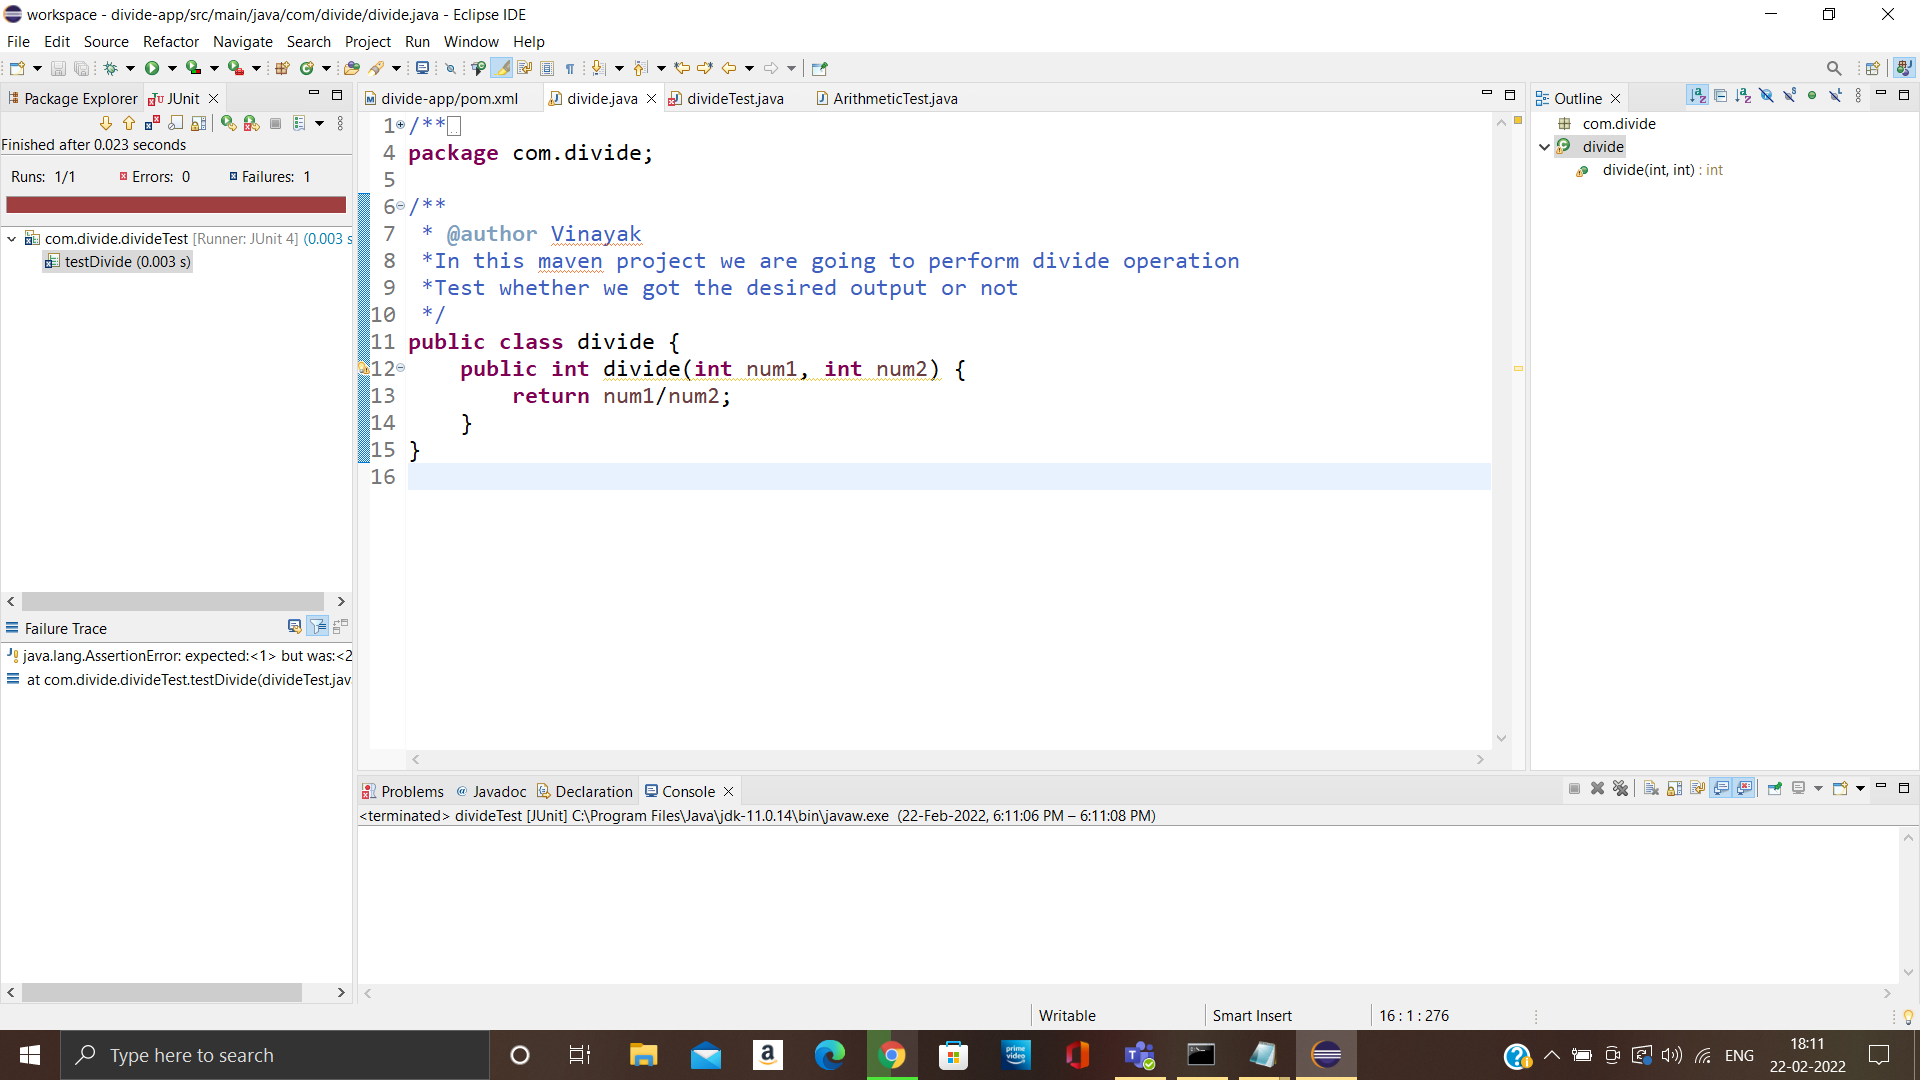 workspace - divide-app/src/main/java/com/divide/divide.java - Eclipse IDE
File Edit Source Refactor Navigate Search Project Run Window Help
Package Explorer JUnit
divide-app/pom.xml divide.java divideTest.java ArithmeticTest.java
Outline
Finished after 0.023 seconds
Runs: 1/1 Errors: 0 Failures: 1
com.divide.divideTest [Runner: JUnit 4] (0.003 s
testDivide (0.003 s)
Failure Trace
java.lang.AssertionError: expected:<1> but was:<2
at com.divide.divideTest.testDivide(divideTest.jav
1 /**
4 package com.divide;
5
6 /**
7 * @author Vinayak
8 *In this maven project we are going to perform divide operation
9 *Test whether we got the desired output or not
10 */
11 public class divide {
12 public int divide(int num1, int num2) {
13 return num1/num2;
14 }
15 }
16
com.divide
divide
divide(int, int) : int
Problems @ Javadoc Declaration Console
<terminated> divideTest [JUnit] C:\Program Files\Java\jdk-11.0.14\bin\javaw.exe (22-Feb-2022, 6:11:06 PM – 6:11:08 PM)
Writable Smart Insert 16 : 1 : 276
Type here to search
prime video
ENG
18:11
22-02-2022